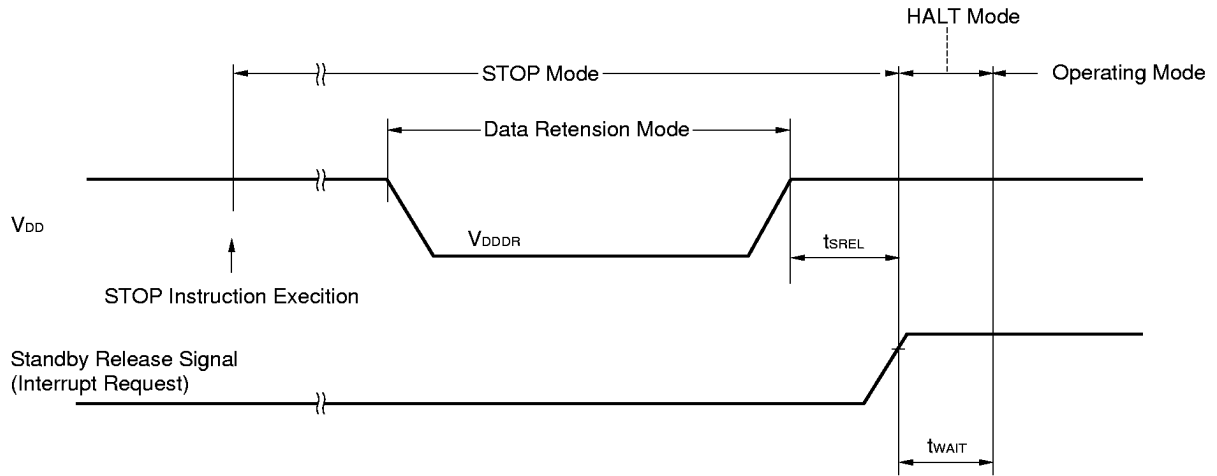 HALT Mode
STOP Mode
Operating Mode
Data Retension Mode
VDD
VDDDR
tSREL
STOP Instruction Execition
Standby Release Signal
(Interrupt Request)
tWAIT